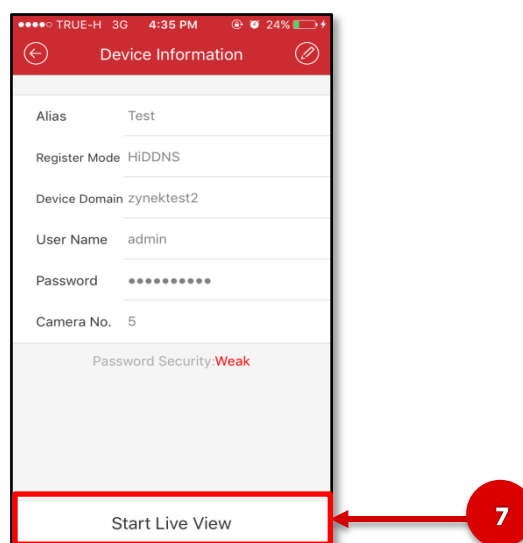 TRUE-H 3G 4:35 PM 24%
Device Information
Alias Test
Register Mode HiDDNS
Device Domain zynektest2
User Name admin
Password ●●●●●●●●●●
Camera No. 5
Password Security:Weak
Start Live View
7